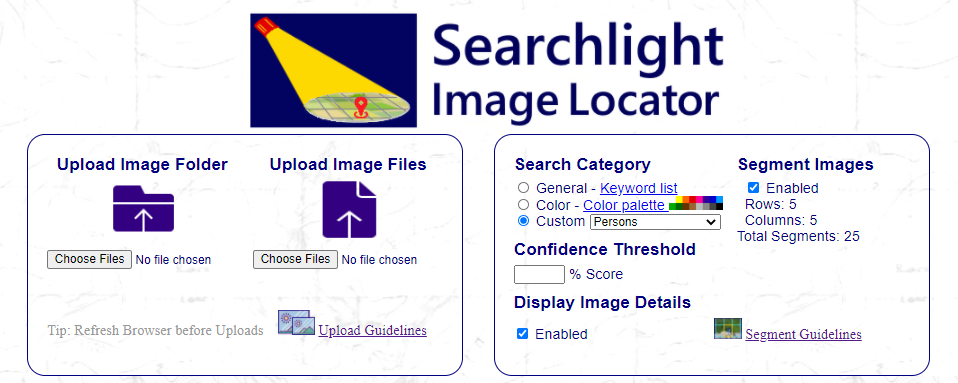 Searchlight
Image Locator
Upload Image Folder
Upload Image Files
Choose Files No file chosen
Choose Files No file chosen
Tip: Refresh Browser before Uploads
Upload Guidelines
Search Category
General - Keyword list
Color - Color palette
Custom Persons
Confidence Threshold
% Score
Display Image Details
Enabled
Segment Images
Enabled
Rows: 5
Columns: 5
Total Segments: 25
Segment Guidelines